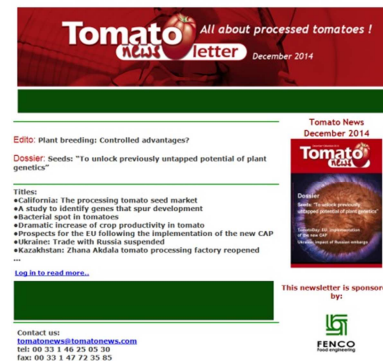 Tomato
news letter
All about processed tomatoes !
December 2014
Edito: Plant breeding: Controlled advantages?
Dossier: Seeds: "To unlock previously untapped potential of plant
genetics"
Titles:
●California: The processing tomato seed market
●A study to identify genes that spur development
●Bacterial spot in tomatoes
●Dramatic increase of crop productivity in tomato
●Prospects for the EU following the implementation of the new CAP
●Ukraine: Trade with Russia suspended
●Kazakhstan: Zhana Akdala tomato processing factory reopened
...
Log in to read more..
Contact us:
tomatonews@tomatonews.com
tel: 00 33 1 46 25 05 30
fax: 00 33 1 47 72 35 85
Tomato News
December 2014
Tomato
Dossier
Seeds: "To unlock previously
untapped potential of plant genetics"
Ukraine: Impact of Russian embargo
This newsletter is sponsore
by:
FENCO
Food engineering